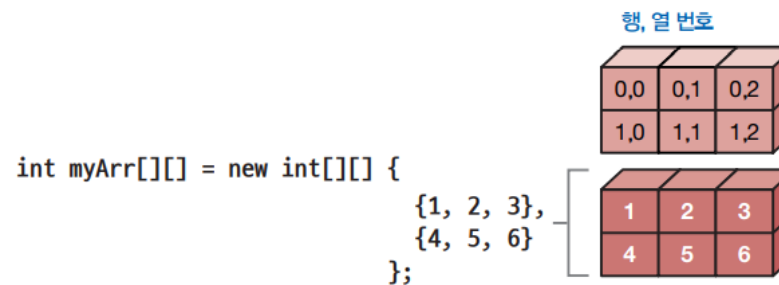 행, 열 번호
0,0 0,1 0,2
1,0 1,1 1,2
int myArr[][] = new int[][] {
{1, 2, 3},
{4, 5, 6}
};
1 2 3
4 5 6